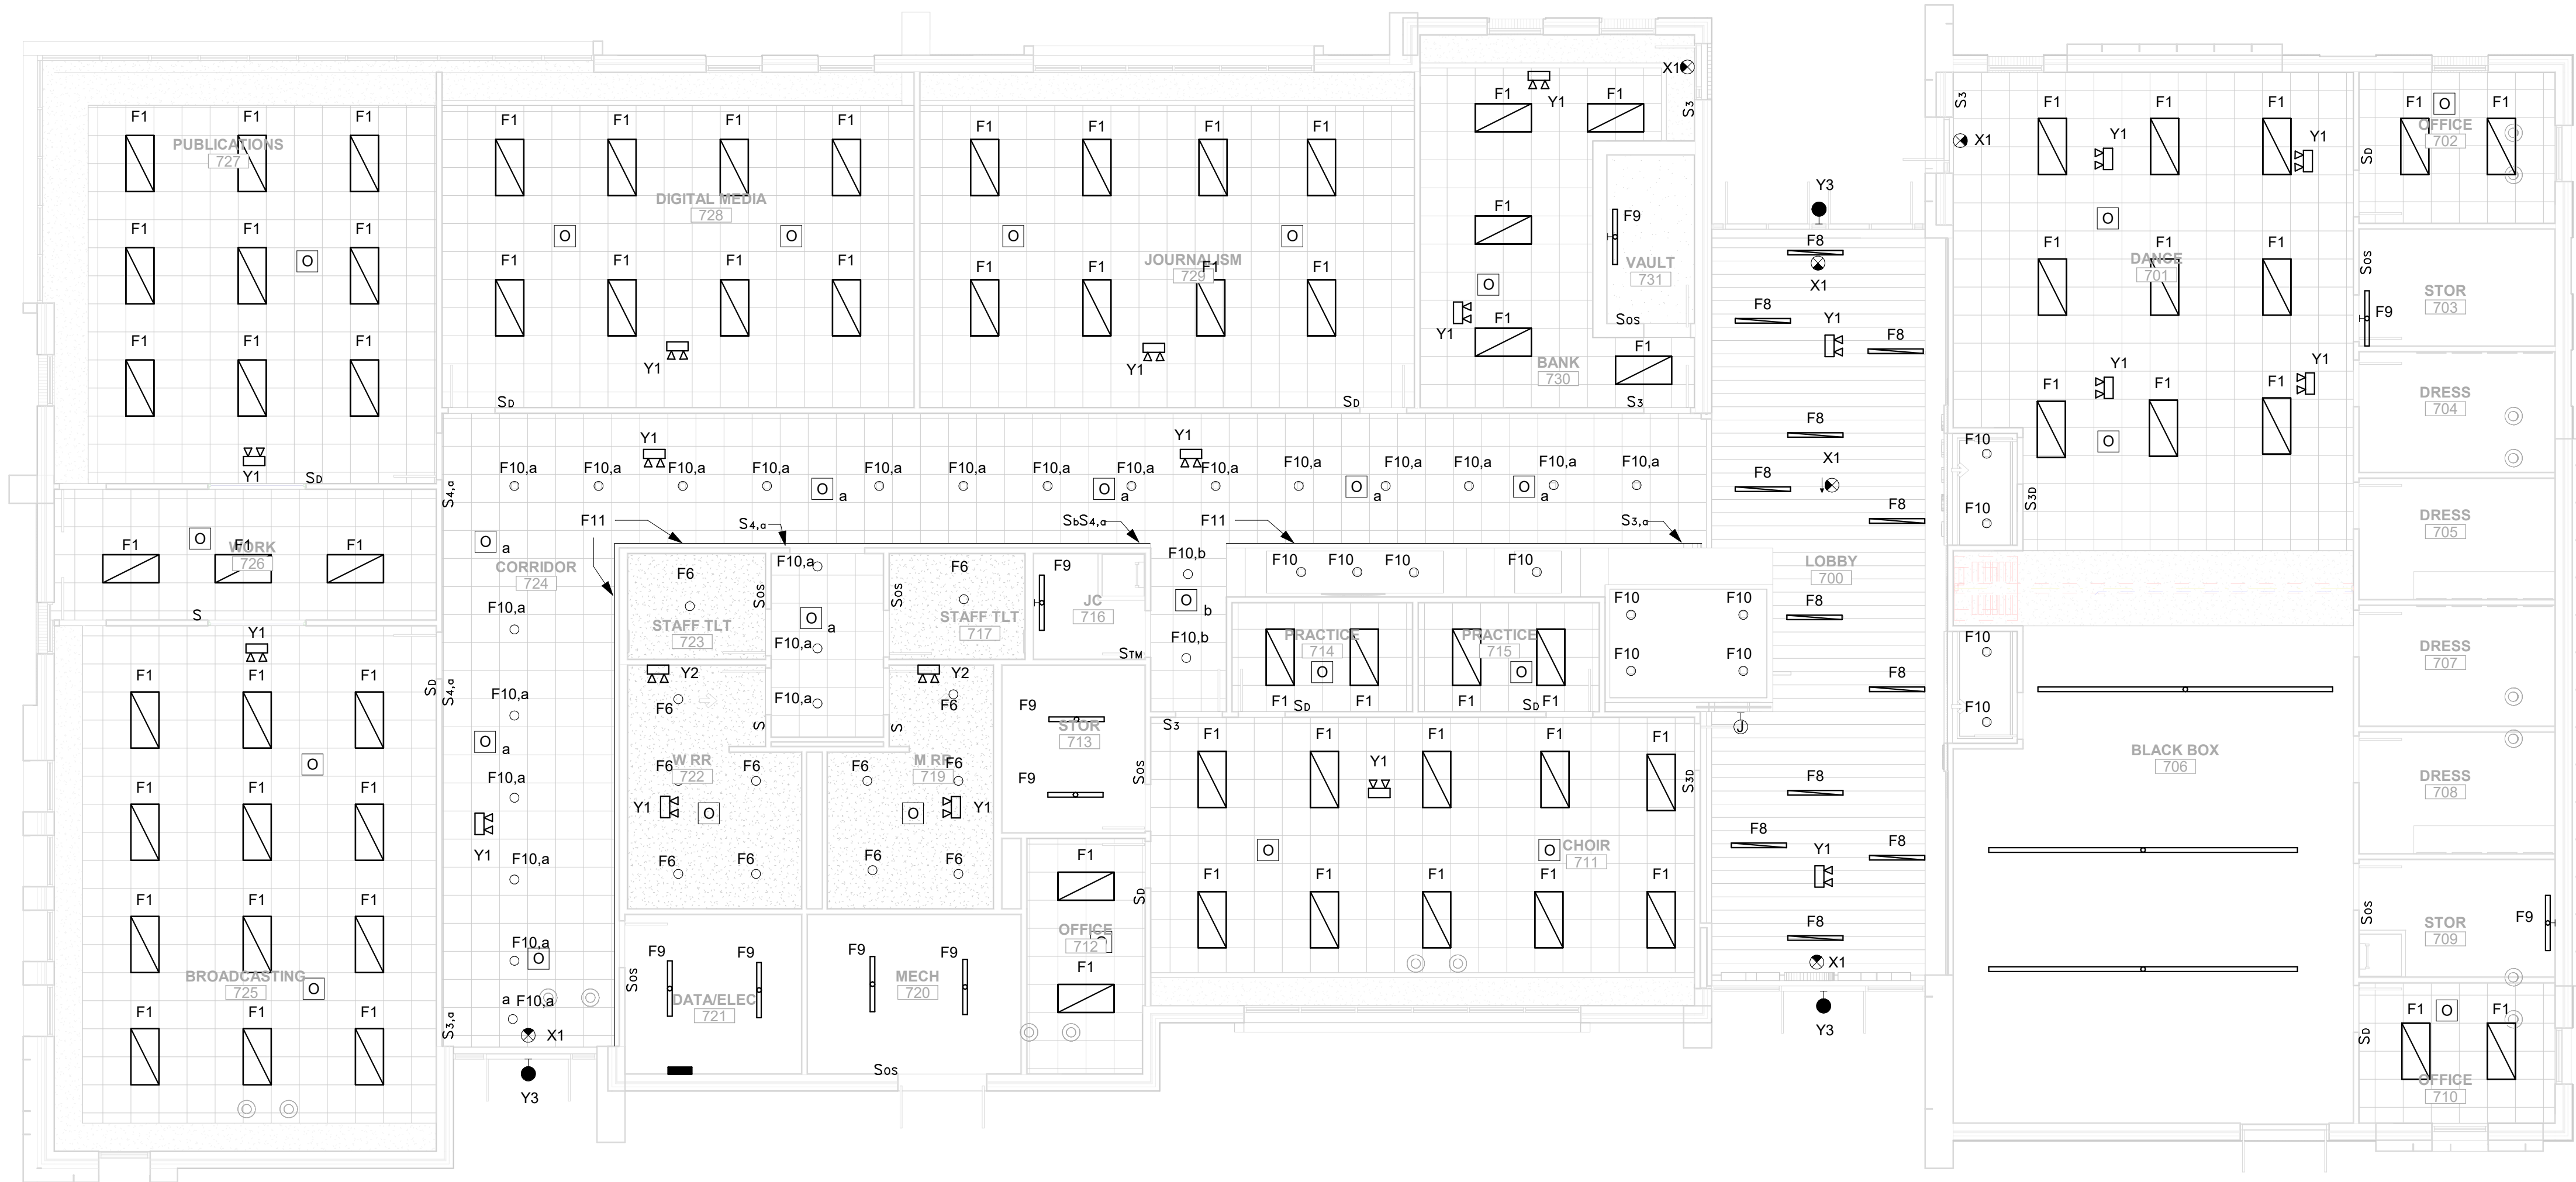 X1
Y1
F1 F1
F1 F1 F1
PUBLICATIONS
727
F1 F1 F1
F1 F1 F1
Y1
SD
F1 F1 F1 F1
DIGITAL MEDIA
728
F1 F1 F1 F1
Y1
SD
F1 F1 F1 F1
JOURNALISM
729
F1 F1 F1 F1
Y1
SD
S3
F1
F9
VAULT
731
Sos
Y1
F1
F1
BANK
730
S3
Y3
F8
X1
F8
Y1
F8
F8
X1
F8
F8
LOBBY
700
F8
F8
F8
F8
Y1
F8
F8
X1
Y3
J
S3
X1
F1 F1 F1
Y1 Y1
F1 F1 F1
DANCE
701
Y1 Y1
F1 F1 F1
F10
F10
S3D
F10
F10
F1 F1
OFFICE
702
SD
Sos
STOR
703
F9
DRESS
704
DRESS
705
DRESS
707
BLACK BOX
706
DRESS
708
Sos
STOR
709
F9
F1 F1
SD
OFFICE
710
Y1 Y1
F10,a F10,a F10,a F10,a F10,a F10,a F10,a F10,a F10,a F10,a F10,a F10,a F10,a F10,a
a a a a
S4,a
F11
S4,a
SbS4,a
F11
S3,a
a
CORRIDOR
724
F10,a
F10,a
a
F10,a
Y1
F10,a
F10,a
a F10,a
X1
Y3
S4,a
S3,a
F1 F1 F1
WORK
726
S
Y1
SD
F1 F1 F1
F1 F1 F1
F1 F1 F1
BROADCASTING
725
F1 F1 F1
F6
STAFF TLT
723
Sos
F10,a
a
F10,a
F10,a
Sos
F6
STAFF TLT
717
F9
JC
716
STM
F10,b
b
F10,b
F10 F10 F10 F10
F10 F10
F10 F10
PRACTICE
714
F1 F1
SD
PRACTICE
715
F1 F1
SD
Y2
F6
S
F6 F6
W RR
722
Y1
F6 F6
Y2
F6
S
F6 F6
M RR
719
Y1
F6 F6
F9
STOR
713
F9
Sos
S3
F1 F1 F1 F1 F1
Y1
S3D
CHOIR
711
F1 F1 F1 F1 F1
F1
SD
OFFICE
712
F1
Sos
F9 F9
DATA/ELEC
721
F9 F9
MECH
720
Sos